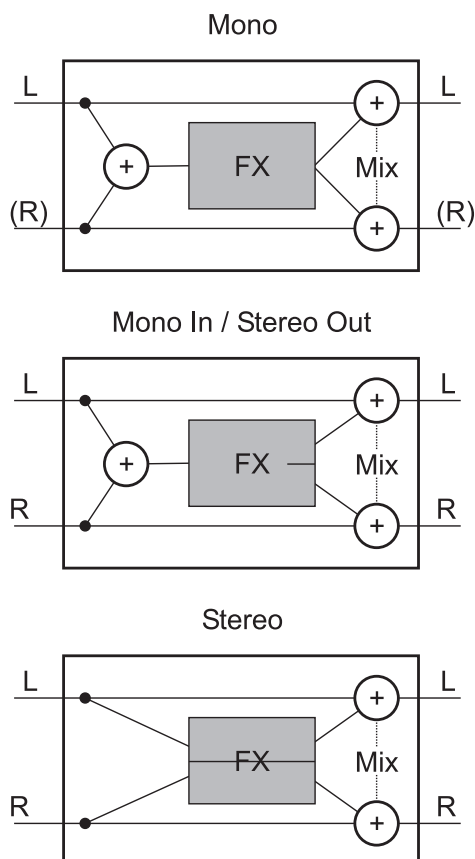 Mono
L L
+ +
FX Mix
(R) + (R)
Mono In / Stereo Out
L + L
+ FX Mix
R + R
Stereo
L + L
FX Mix
R + R